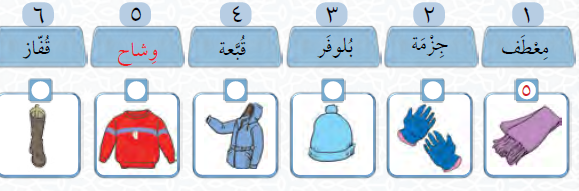 ١ ٢ ٣ ٤ ٥ ٦
مِعْطَف جِزْمَة بُلوفَر قُبَّعة وِشاح قُفّاز
٥